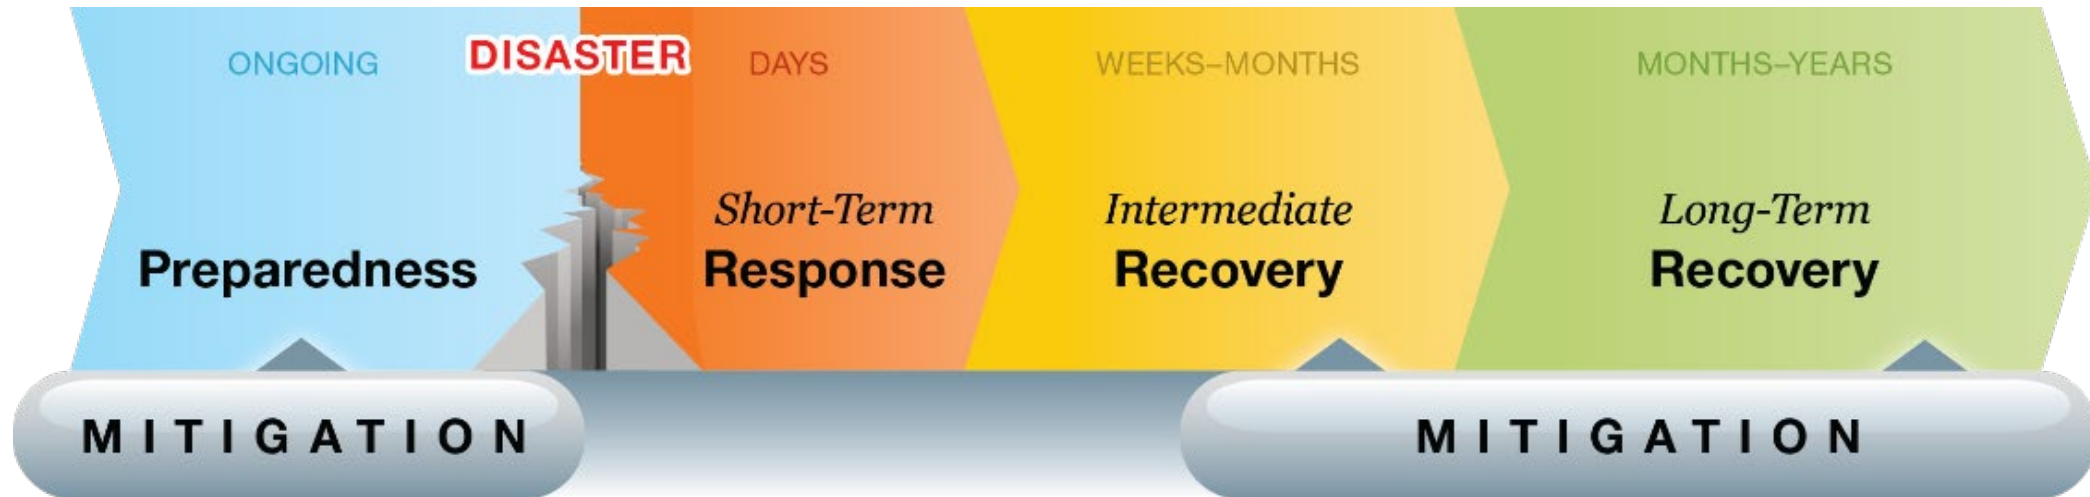 ONGOING
DISASTER
DAYS
WEEKS–MONTHS
MONTHS–YEARS
Preparedness
Short-Term
Response
Intermediate
Recovery
Long-Term
Recovery
MITIGATION
MITIGATION